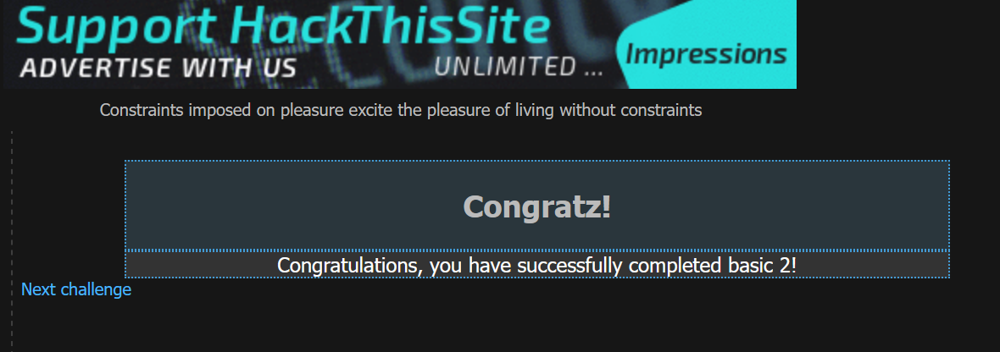 Support HackThisSite
ADVERTISE WITH US UNLIMITED ... Impressions
Constraints imposed on pleasure excite the pleasure of living without constraints
Congratz!
Congratulations, you have successfully completed basic 2!
Next challenge